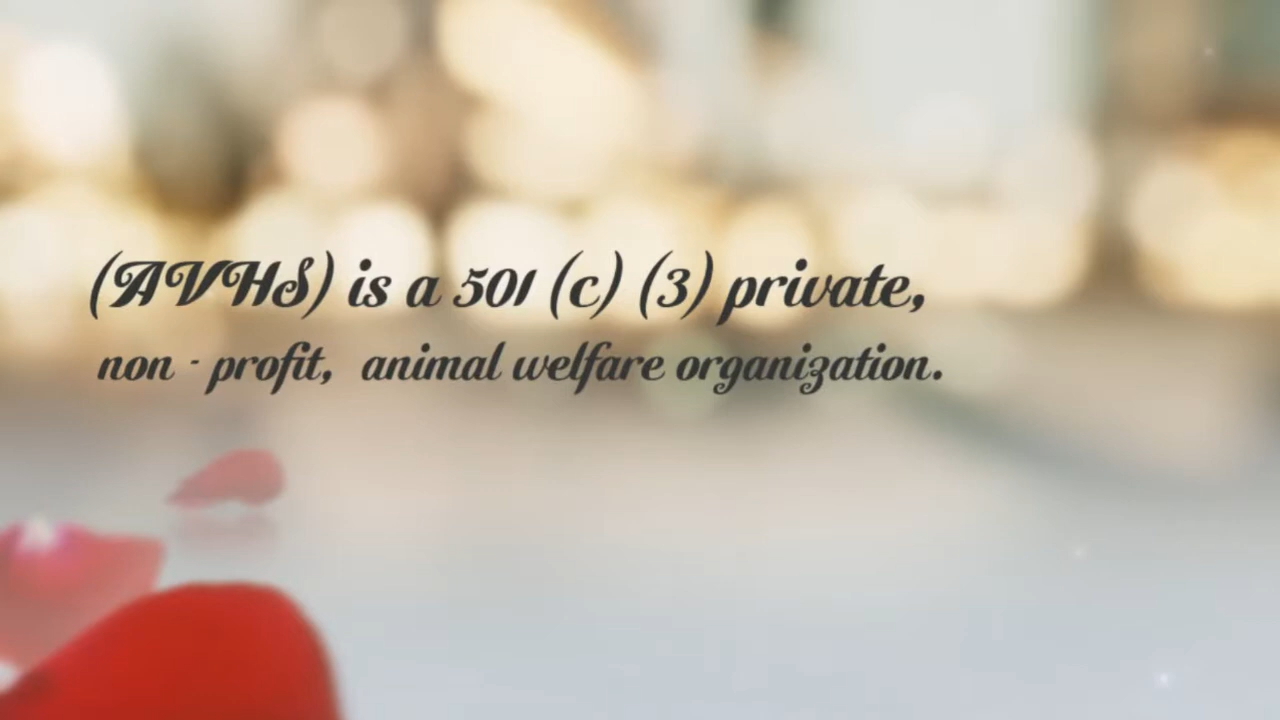 (AVHS) is a 501 (c) (3) private,
non - profit, animal welfare organization.